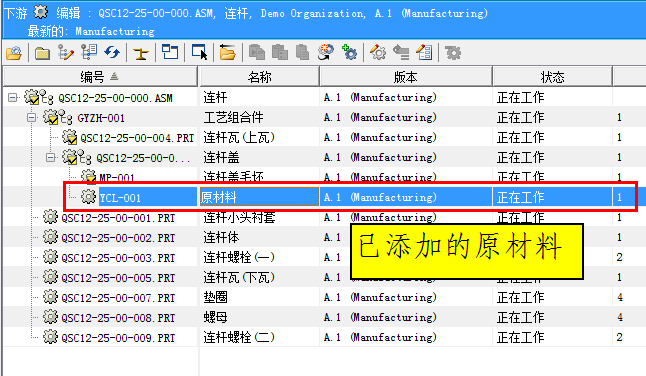 下游 编辑 : QSC12-25-00-000.ASM, 连杆, Demo Organization, A.1 (Manufacturing)
最新的: Manufacturing
编号 名称 版本 状态
QSC12-25-00-000.ASM 连杆 A.1 (Manufacturing) 正在工作
GYZH-001 工艺组合件 A.1 (Manufacturing) 正在工作 1
QSC12-25-00-004.PRT 连杆瓦(上瓦) A.1 (Manufacturing) 正在工作 1
QSC12-25-00-0... 连杆盖 A.1 (Manufacturing) 正在工作 1
MP-001 连杆盖毛坯 A.1 (Manufacturing) 正在工作 1
YCL-001 原材料 A.1 (Manufacturing) 正在工作 1
QSC12-25-00-001.PRT 连杆小头衬套 A.1 (Manufacturing) 正在工作 1
QSC12-25-00-002.PRT 连杆体 1
QSC12-25-00-003.PRT 连杆螺栓(一) 2
已添加的原材料
QSC12-25-00-005.PRT 连杆瓦(下瓦) 1
QSC12-25-00-007.PRT 垫圈 A.1 (Manufacturing) 正在工作 4
QSC12-25-00-008.PRT 螺母 A.1 (Manufacturing) 正在工作 4
QSC12-25-00-009.PRT 连杆螺栓(二) A.1 (Manufacturing) 正在工作 2